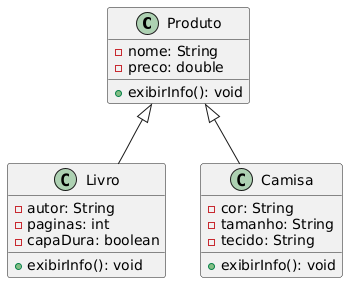 C Produto
nome: String
preco: double
exibirInfo(): void
C Livro
autor: String
paginas: int
capaDura: boolean
exibirInfo(): void
C Camisa
cor: String
tamanho: String
tecido: String
exibirInfo(): void